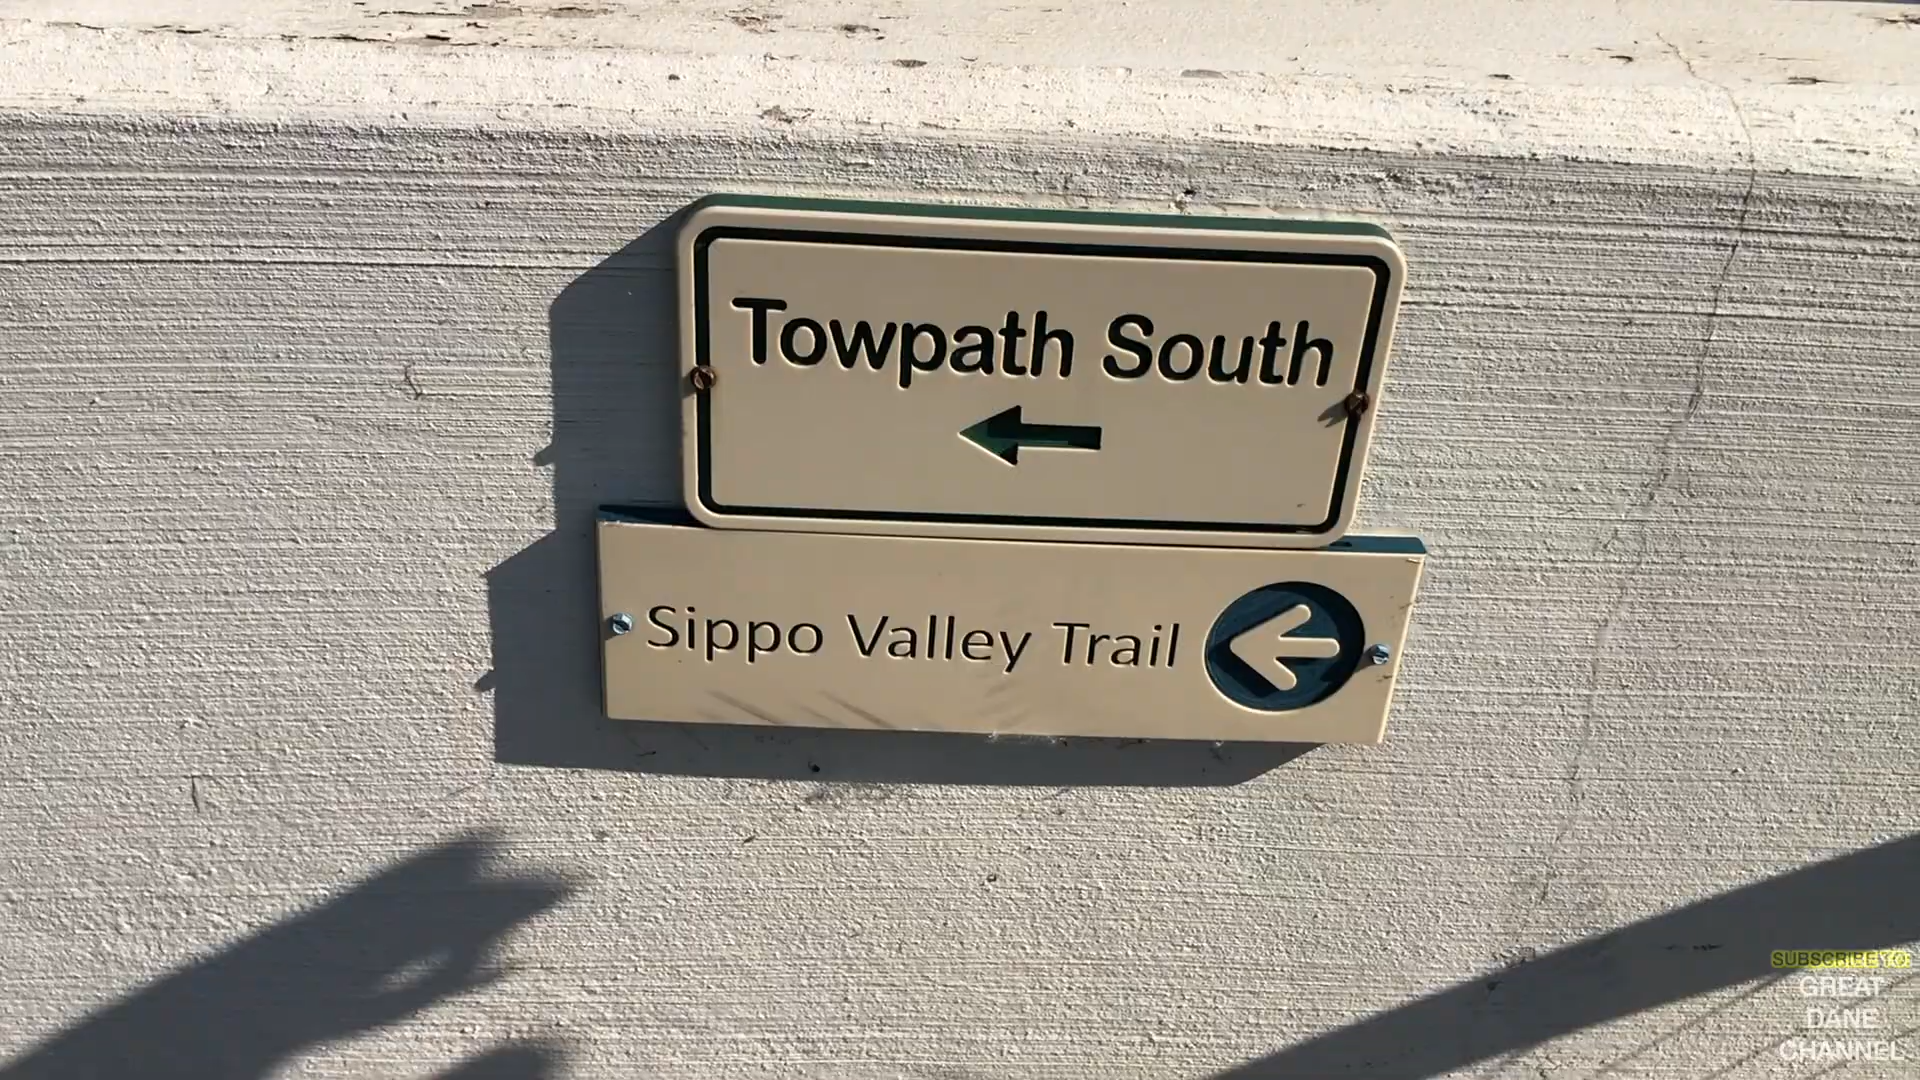 Towpath South
Sippo Valley Trail
SUBSCRIBE TO
GREAT
DANE
CHANNEL